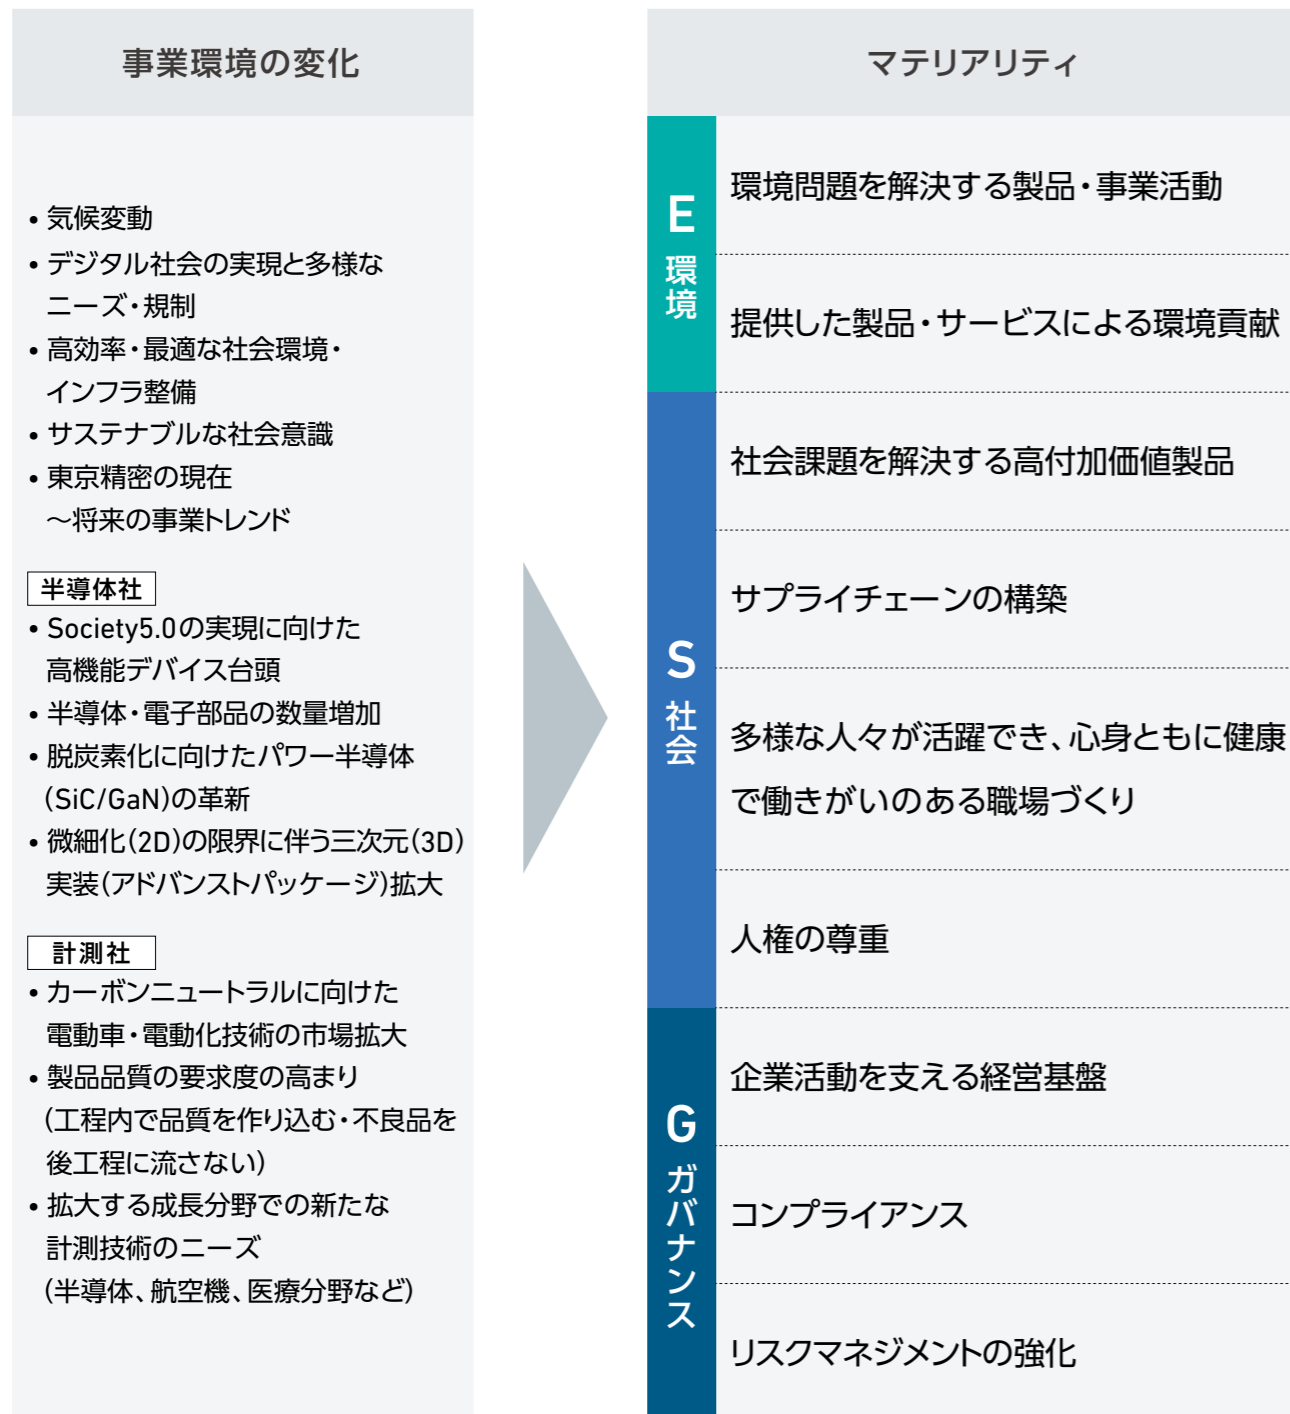 事業環境の変化
• 気候変動
• デジタル社会の実現と多様な
ニーズ・規制
• 高効率・最適な社会環境・
インフラ整備
• サステナブルな社会意識
• 東京精密の現在
～将来の事業トレンド
半導体社
• Society5.0の実現に向けた
高機能デバイス台頭
• 半導体・電子部品の数量増加
• 脱炭素化に向けたパワー半導体
（SiC/GaN）の革新
• 微細化（2D）の限界に伴う三次元（3D）
実装（アドバンストパッケージ）拡大
計測社
• カーボンニュートラルに向けた
電動車・電動化技術の市場拡大
• 製品品質の要求度の高まり
（工程内で品質を作り込む・不良品を
後工程に流さない）
• 拡大する成長分野での新たな
計測技術のニーズ
（半導体、航空機、医療分野など）
マテリアリティ
E 環境
環境問題を解決する製品・事業活動
提供した製品・サービスによる環境貢献
S 社会
社会課題を解決する高付加価値製品
サプライチェーンの構築
多様な人々が活躍でき、心身ともに健康
で働きがいのある職場づくり
人権の尊重
G ガバナンス
企業活動を支える経営基盤
コンプライアンス
リスクマネジメントの強化